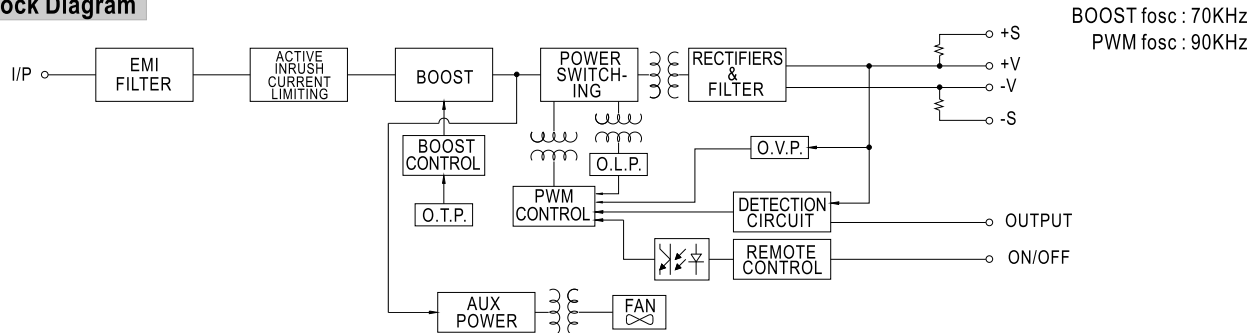 ock Diagram
BOOST fosc : 70KHz
PWM fosc : 90KHz
I/P
EMI
FILTER
ACTIVE
INRUSH
CURRENT
LIMITING
BOOST
POWER
SWITCH-
ING
RECTIFIERS
&
FILTER
+S
+V
-V
-S
BOOST
CONTROL
O.T.P.
O.L.P.
O.V.P.
PWM
CONTROL
DETECTION
CIRCUIT
OUTPUT
REMOTE
CONTROL
ON/OFF
AUX
POWER
FAN